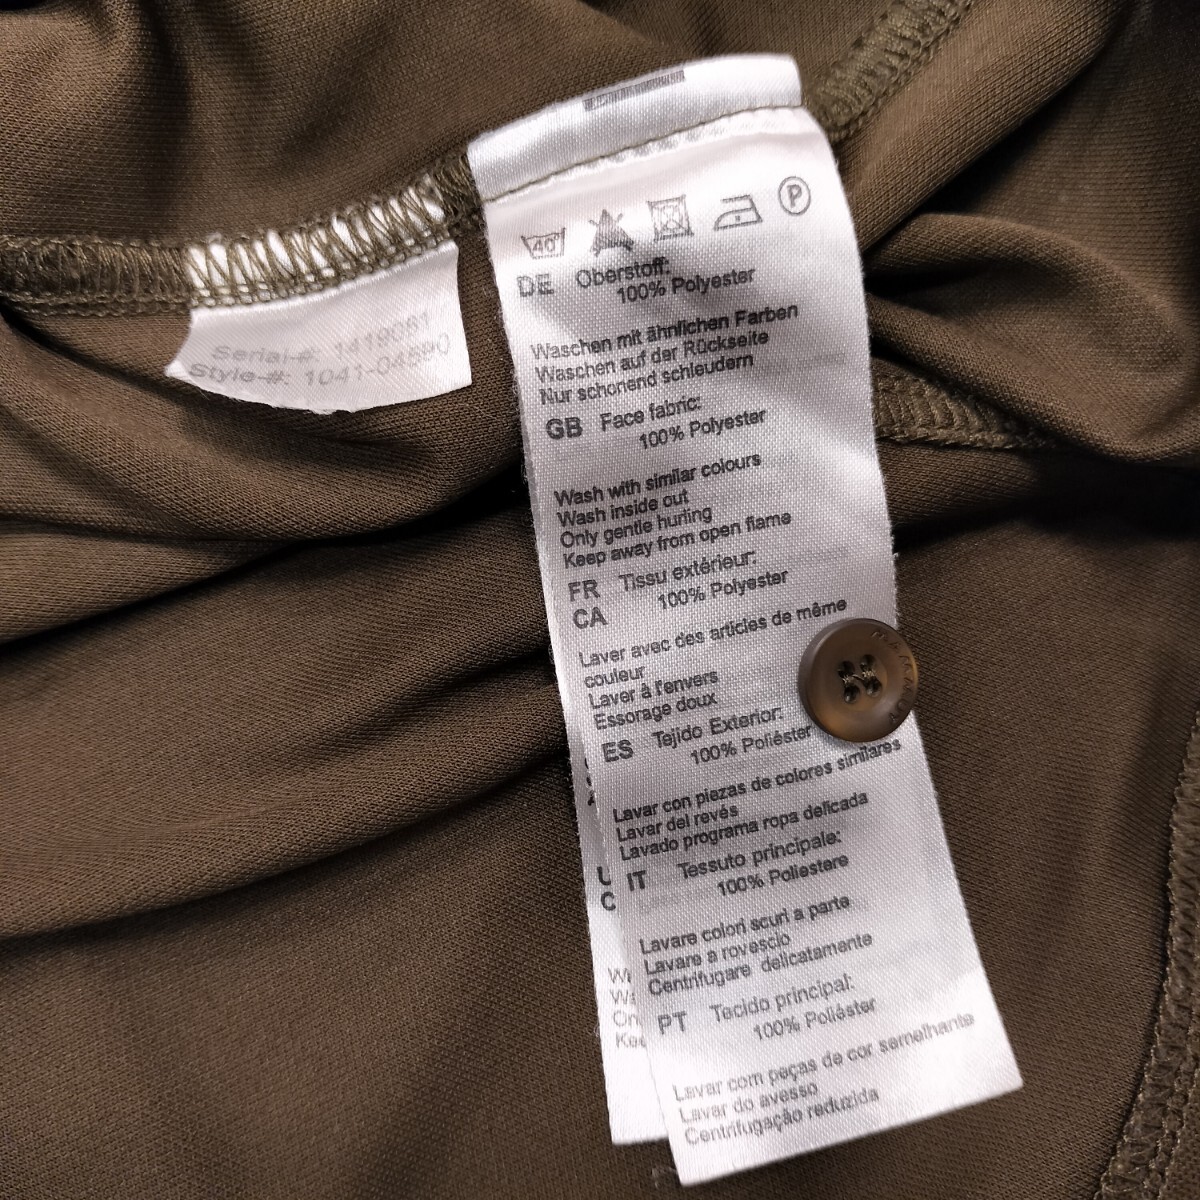 Serial-#: 1419061
Style-#: 1041-04590
40°
P
DE Oberstoff:
100% Polyester
Waschen mit ähnlichen Farben
Waschen auf der Rückseite
Nur schonend schleudern
GB Face fabric:
100% Polyester
Wash with similar colours
Wash inside out
Only gentle hurling
Keep away from open flame
FR Tissu extérieur:
CA 100% Polyester
Laver avec des articles de même
couleur
Laver à l'envers
Essorage doux
ES Tejido Exterior:
100% Poliéster
Lavar con piezas de colores similares
Lavar del revés
Lavado programa ropa delicada
IT Tessuto principale:
100% Poliestere
Lavare colori scuri a parte
Lavare a rovescio
Centrifugare delicatamente
PT Tecido principal:
100% Poliéster
Lavar com peças de cor semelhante
Lavar do avesso
Centrifugação reduzida